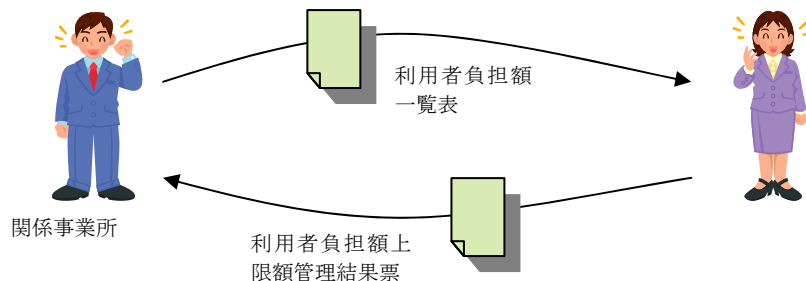 利用者負担額
一覧表
関係事業所
利用者負担額上
限額管理結果票